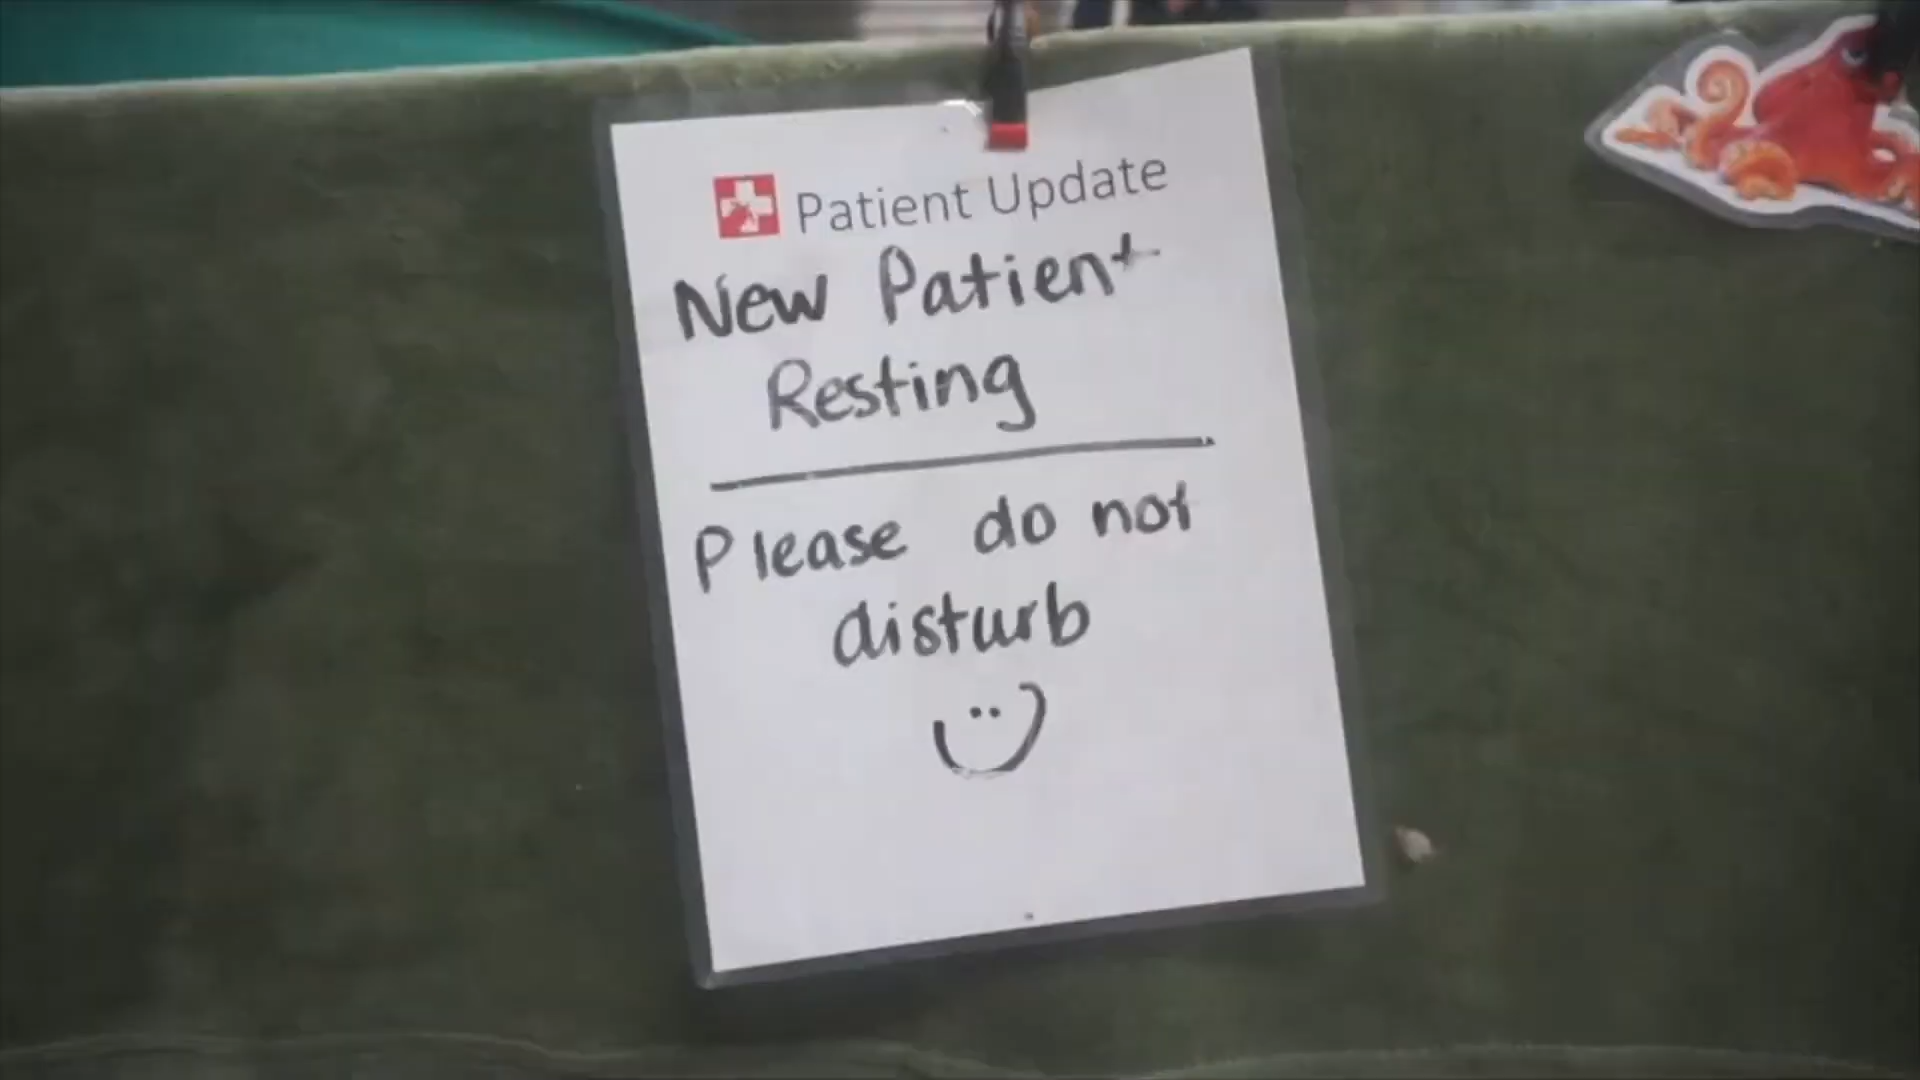 Patient Update
New Patient
Resting
Please do not
disturb